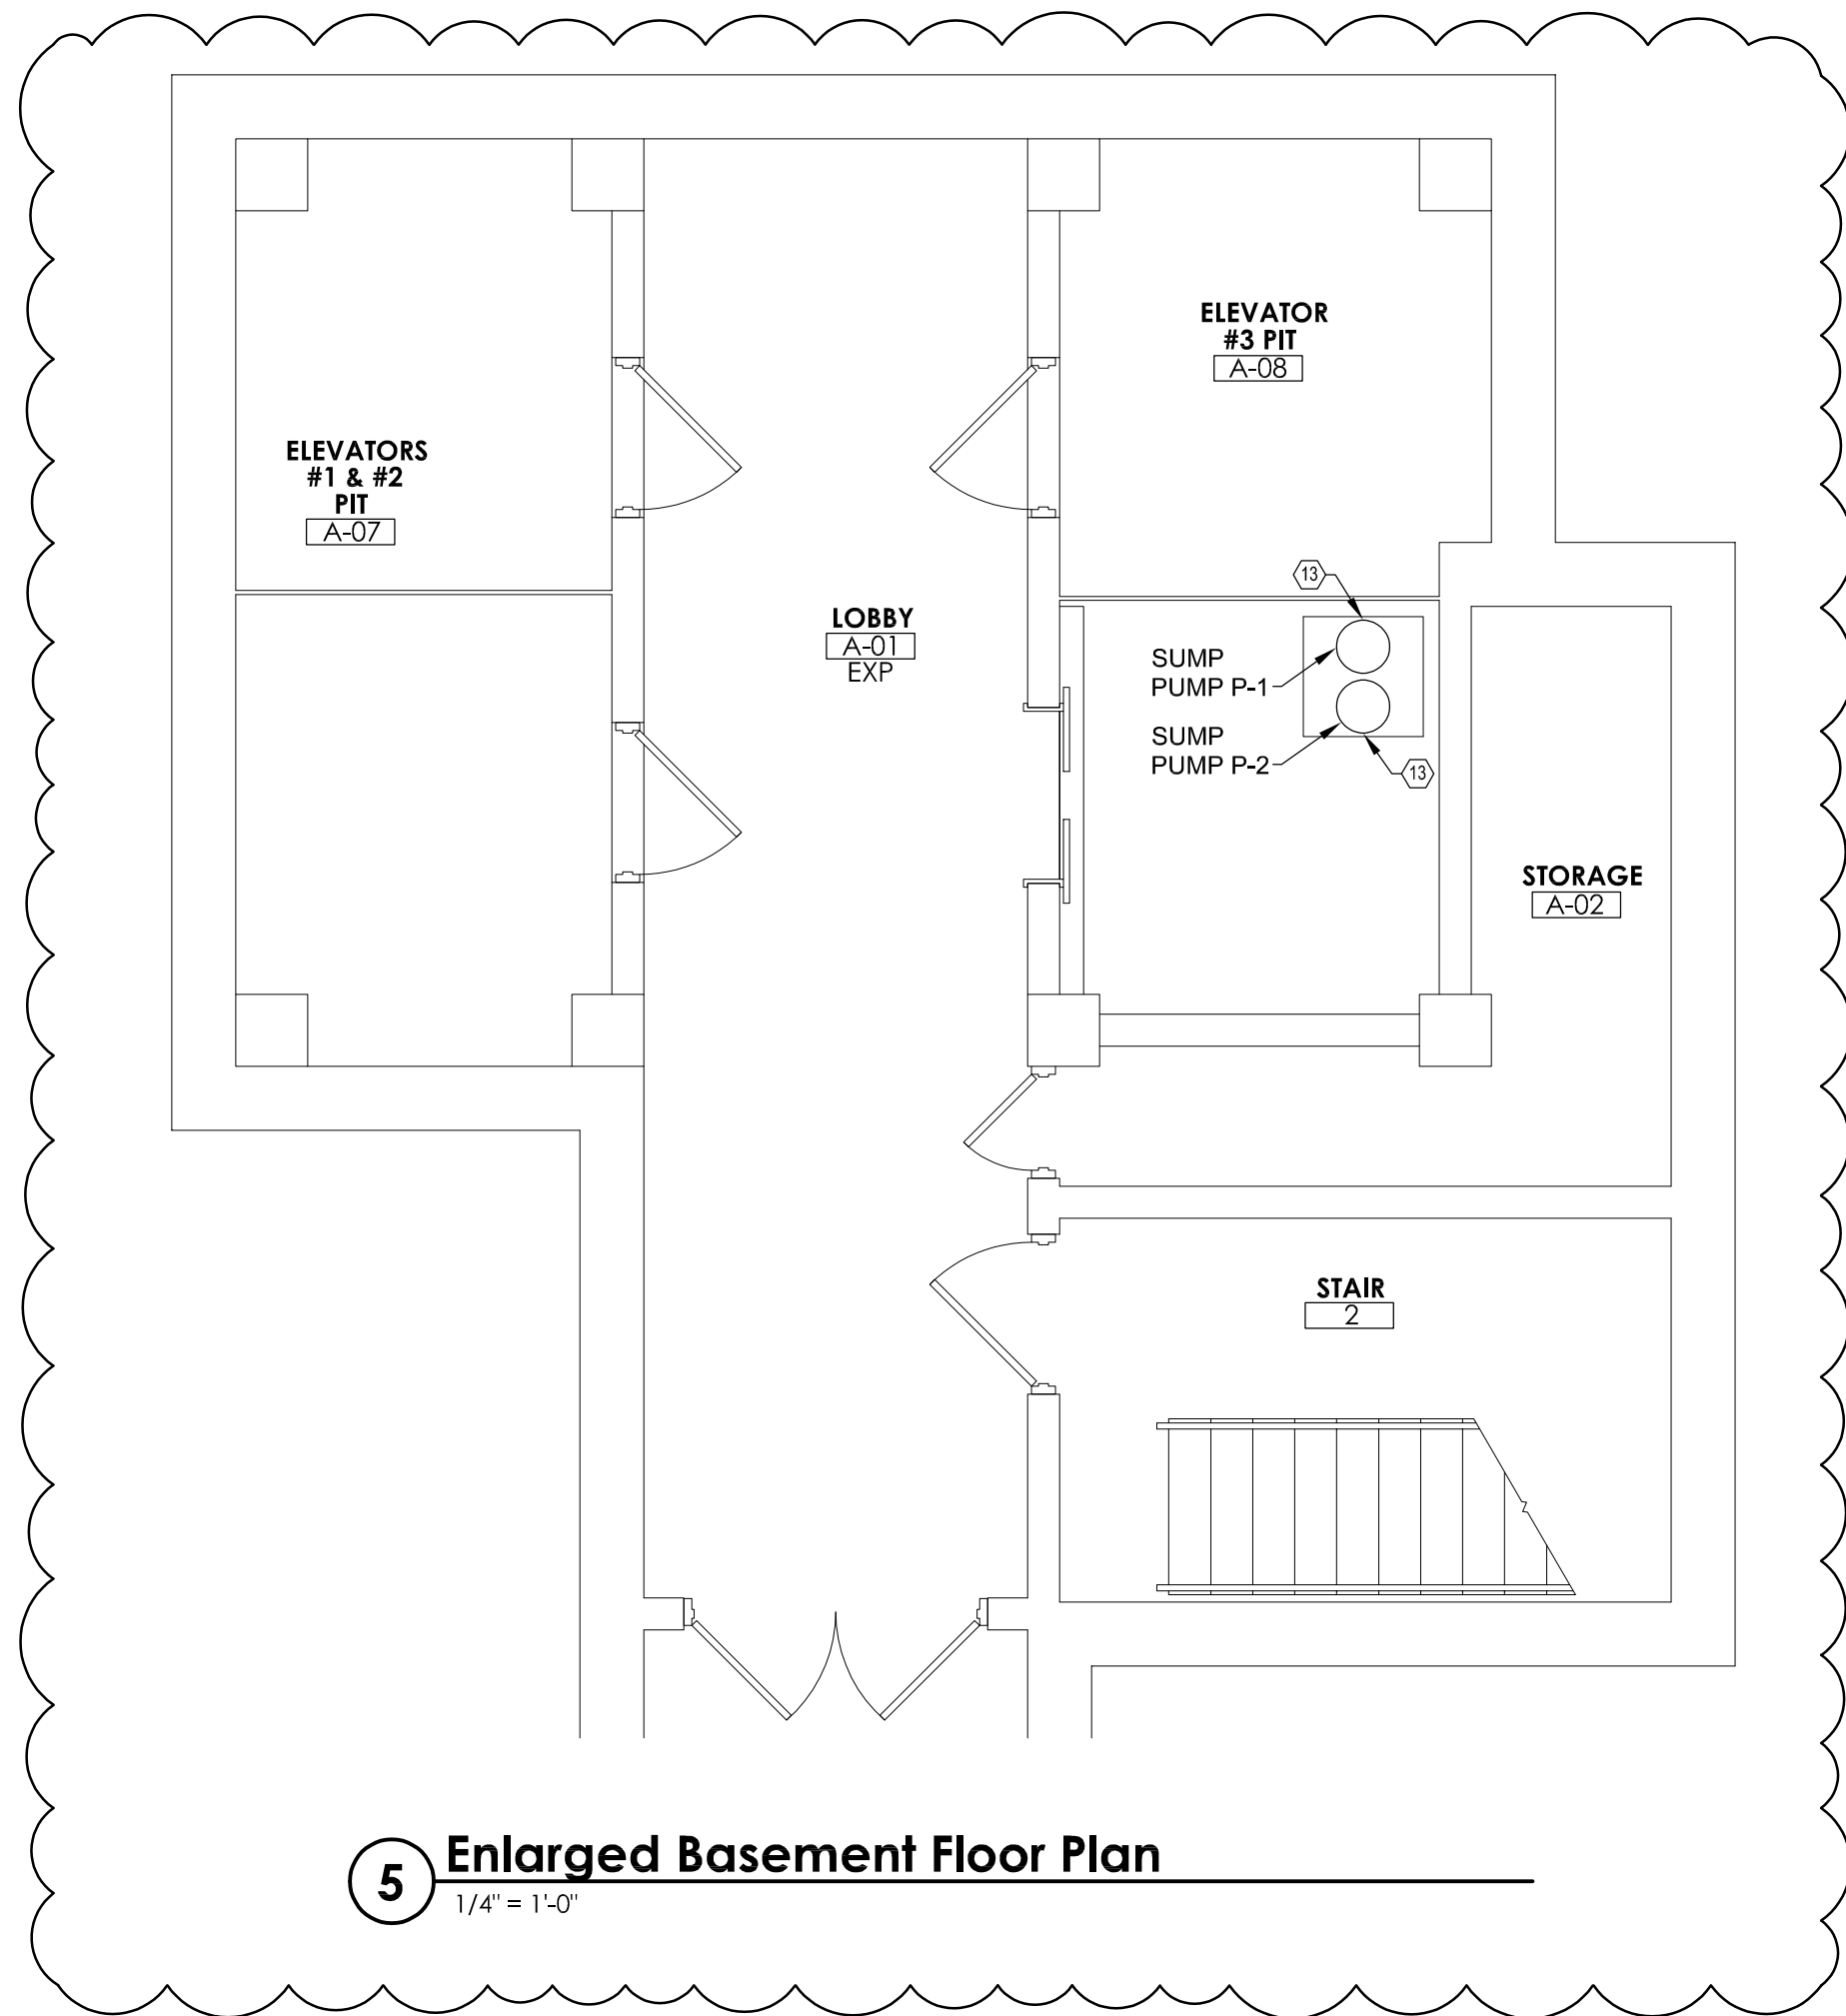 ELEVATOR
#3 PIT
A-08
ELEVATORS
#1 & #2
PIT
A-07
LOBBY
A-01
EXP
13
SUMP
PUMP P-1
SUMP
PUMP P-2
13
STORAGE
A-02
STAIR
2
5
Enlarged Basement Floor Plan
1/4" = 1'-0"